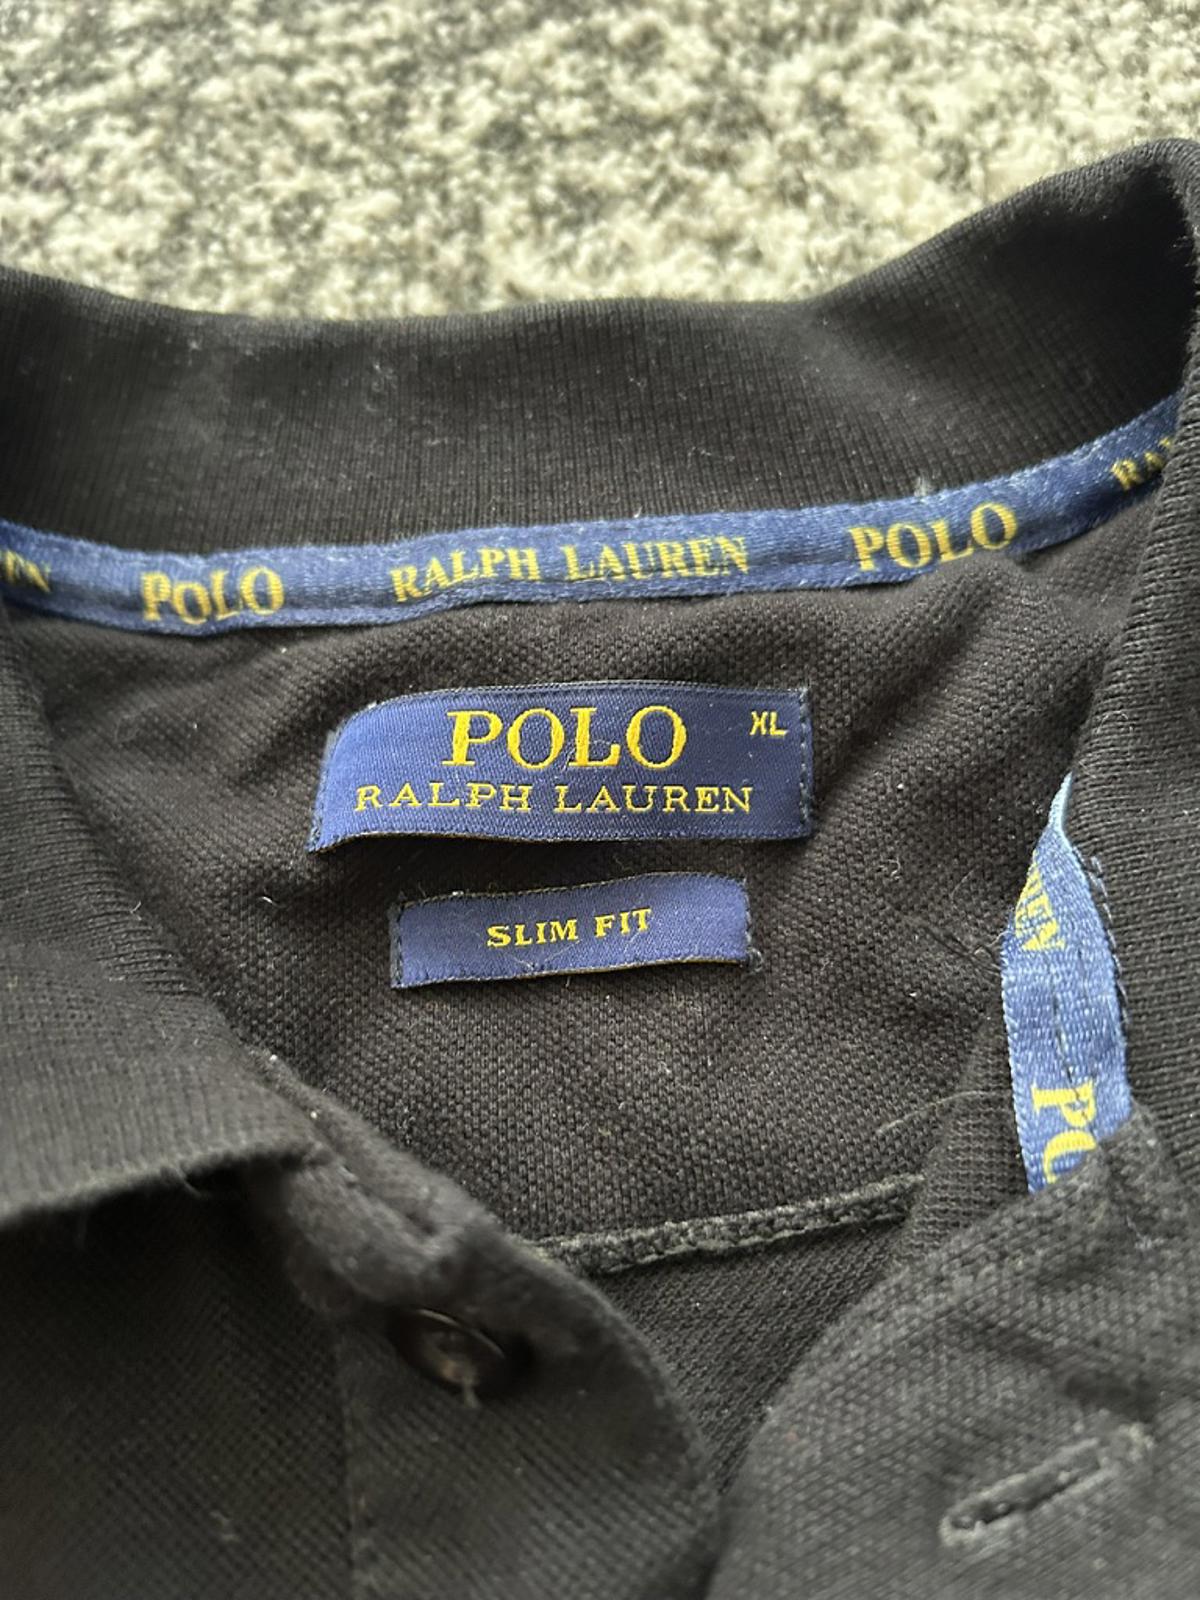 POLO RALPH LAUREN POLO
POLO XL
RALPH LAUREN
SLIM FIT